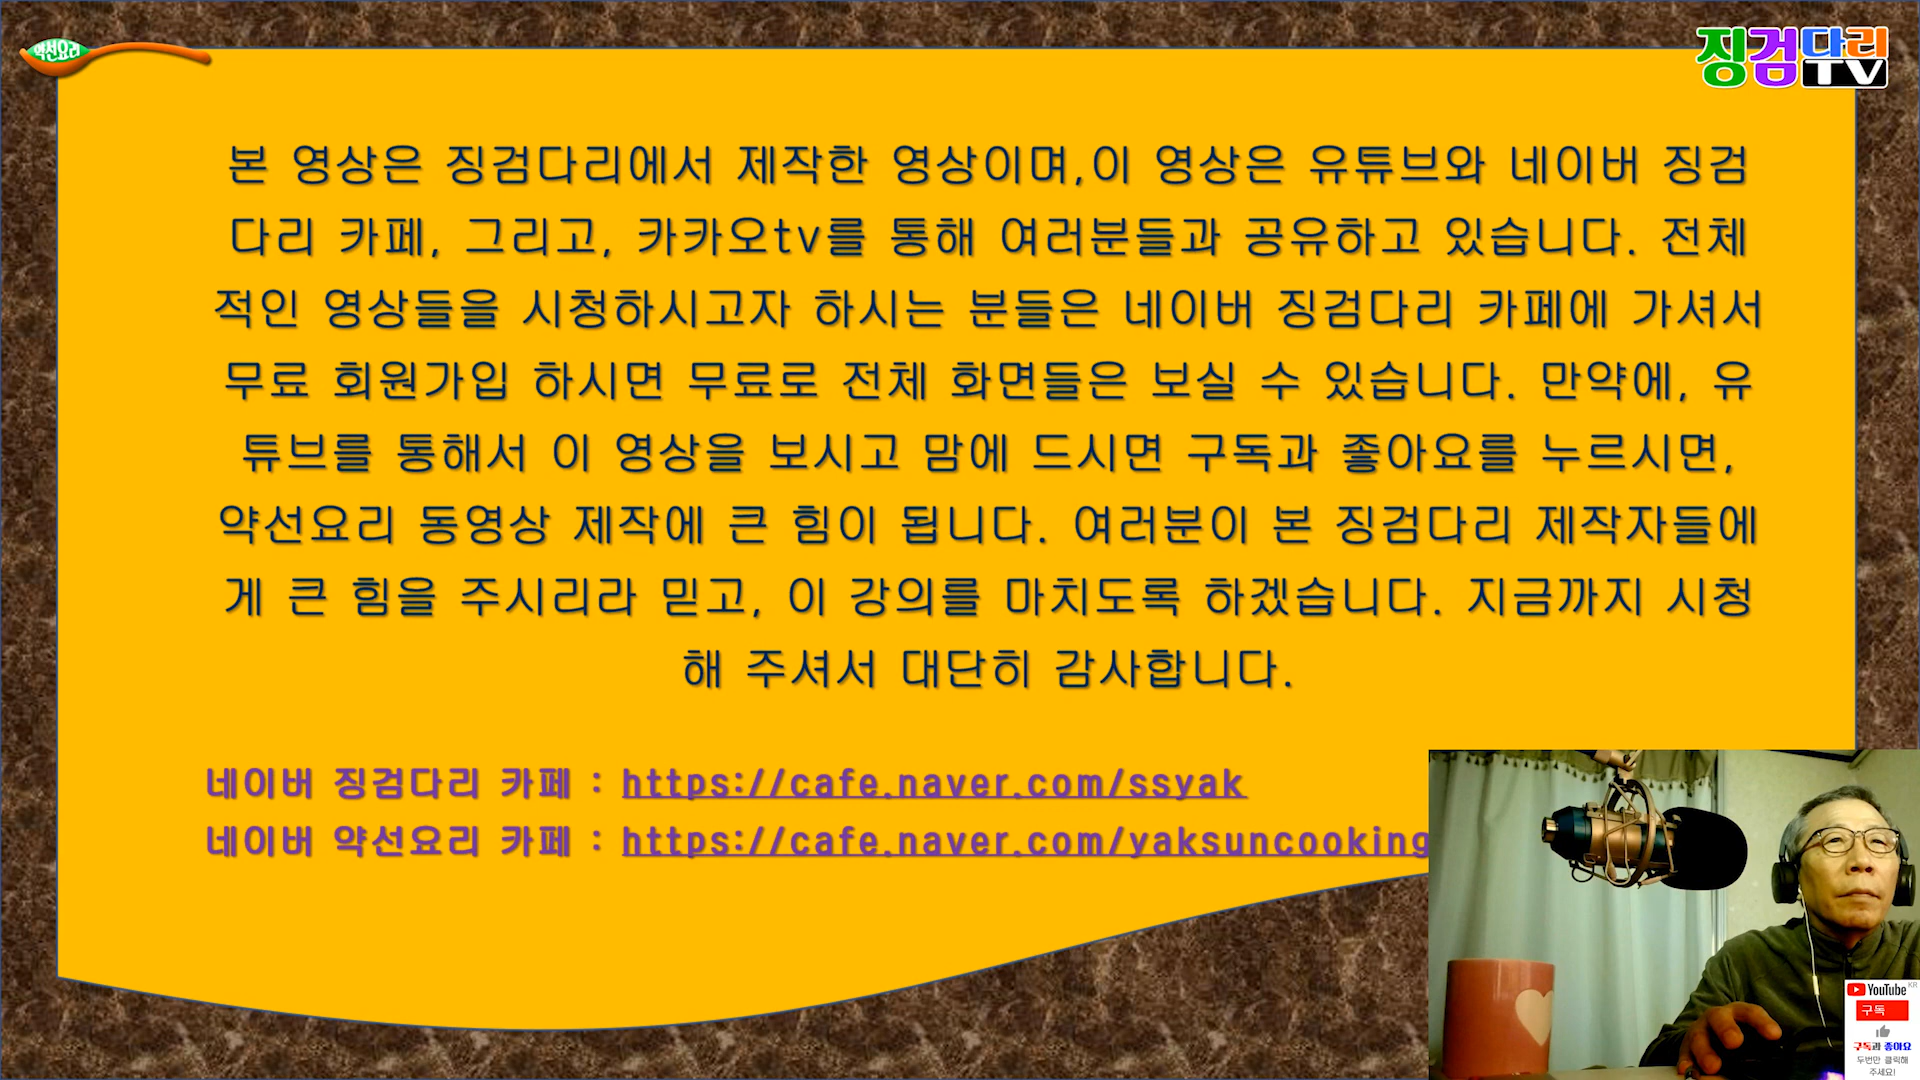 약선요리
징검다리
TV
본 영상은 징검다리에서 제작한 영상이며,이 영상은 유튜브와 네이버 징검
다리 카페, 그리고, 카카오tv를 통해 여러분들과 공유하고 있습니다. 전체
적인 영상들을 시청하시고자 하시는 분들은 네이버 징검다리 카페에 가셔서
무료 회원가입 하시면 무료로 전체 화면들은 보실 수 있습니다. 만약에, 유
튜브를 통해서 이 영상을 보시고 맘에 드시면 구독과 좋아요를 누르시면,
약선요리 동영상 제작에 큰 힘이 됩니다. 여러분이 본 징검다리 제작자들에
게 큰 힘을 주시리라 믿고, 이 강의를 마치도록 하겠습니다. 지금까지 시청
해 주셔서 대단히 감사합니다.
네이버 징검다리 카페 : https://cafe.naver.com/ssyak
네이버 약선요리 카페 : https://cafe.naver.com/yaksuncooking
YouTube KR
구독
구독과 좋아요
두번만 클릭해
주세요!